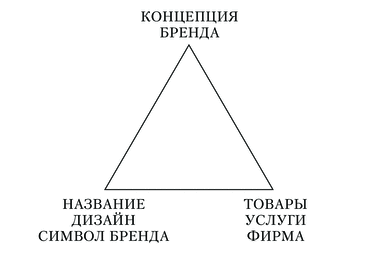 КОНЦЕПЦИЯ
БРЕНДА
НАЗВАНИЕ
ДИЗАЙН
СИМВОЛ БРЕНДА
ТОВАРЫ
УСЛУГИ
ФИРМА